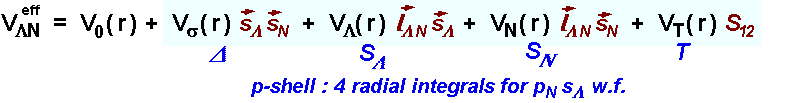 V_ΛN^eff = V_0(r) + V_σ(r) s⃗_Λ s⃗_N + V_Λ(r) l⃗_ΛN s⃗_Λ + V_N(r) l⃗_ΛN s⃗_N + V_T(r) S_12
Δ S_Λ S_N T
p-shell : 4 radial integrals for p_N s_Λ w.f.